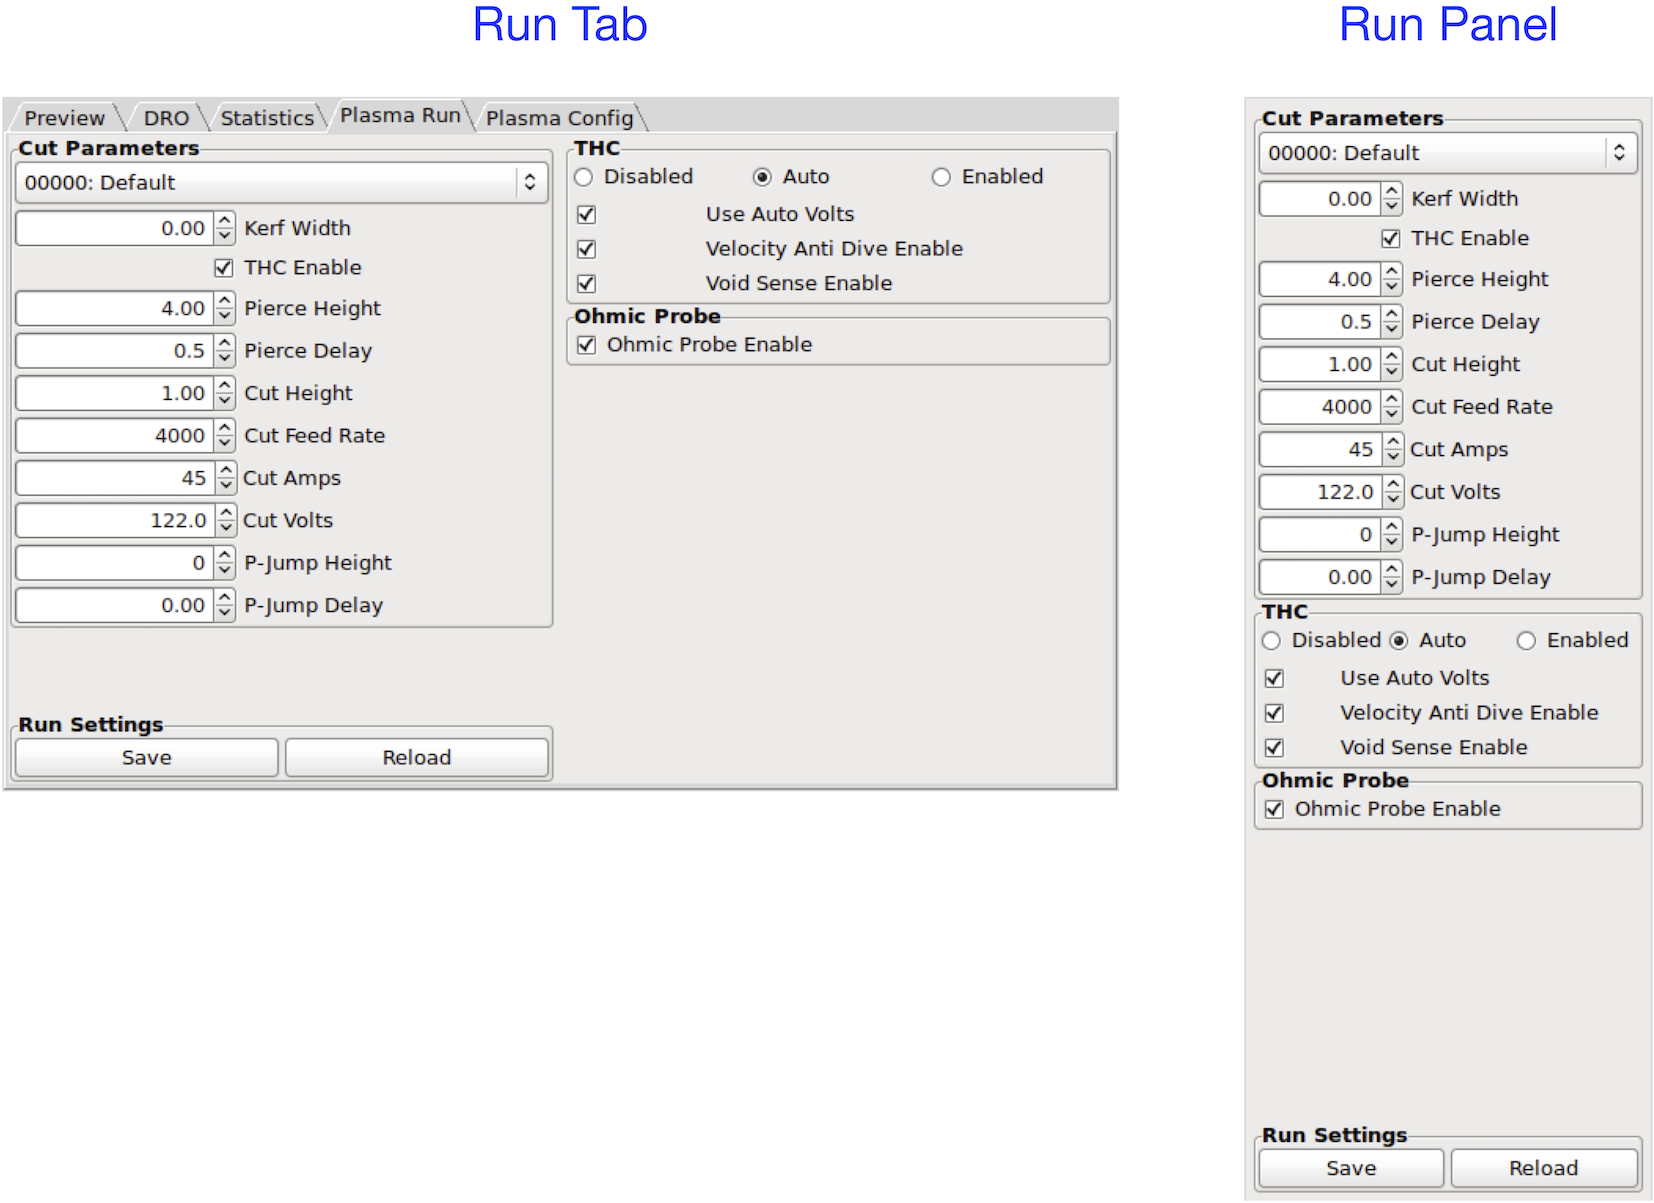 Run Tab
Preview DRO Statistics Plasma Run Plasma Config
Cut Parameters
00000: Default
0.00 Kerf Width
THC Enable
4.00 Pierce Height
0.5 Pierce Delay
1.00 Cut Height
4000 Cut Feed Rate
45 Cut Amps
122.0 Cut Volts
0 P-Jump Height
0.00 P-Jump Delay
Run Settings
Save Reload
THC
Disabled Auto Enabled
Use Auto Volts
Velocity Anti Dive Enable
Void Sense Enable
Ohmic Probe
Ohmic Probe Enable
Run Panel
Cut Parameters
00000: Default
0.00 Kerf Width
THC Enable
4.00 Pierce Height
0.5 Pierce Delay
1.00 Cut Height
4000 Cut Feed Rate
45 Cut Amps
122.0 Cut Volts
0 P-Jump Height
0.00 P-Jump Delay
THC
Disabled Auto Enabled
Use Auto Volts
Velocity Anti Dive Enable
Void Sense Enable
Ohmic Probe
Ohmic Probe Enable
Run Settings
Save Reload